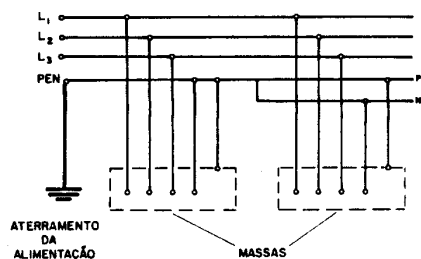 L₁
L₂
L₃
PEN
P
N
ATERRAMENTO
DA
ALIMENTAÇÃO
MASSAS